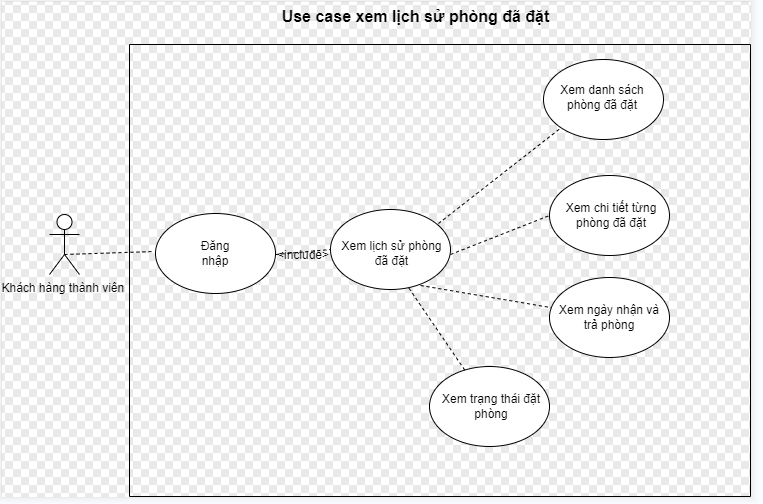 Use case xem lịch sử phòng đã đặt
Xem danh sách
phòng đã đặt
Xem chi tiết từng
phòng đã đặt
Đăng
nhập
<include>
Xem lịch sử phòng
đã đặt
Khách hàng thành viên
Xem ngày nhận và
trả phòng
Xem trạng thái đặt
phòng